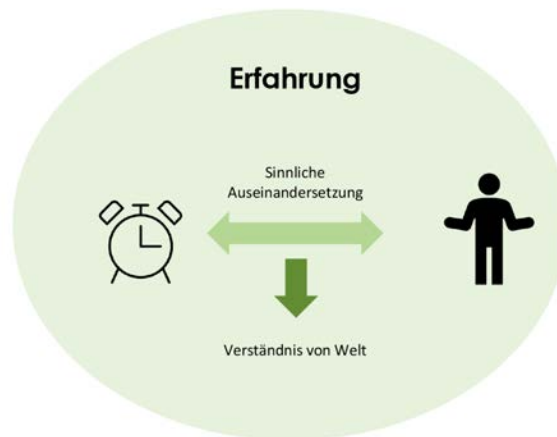 Erfahrung
Sinnliche
Auseinandersetzung
Verständnis von Welt